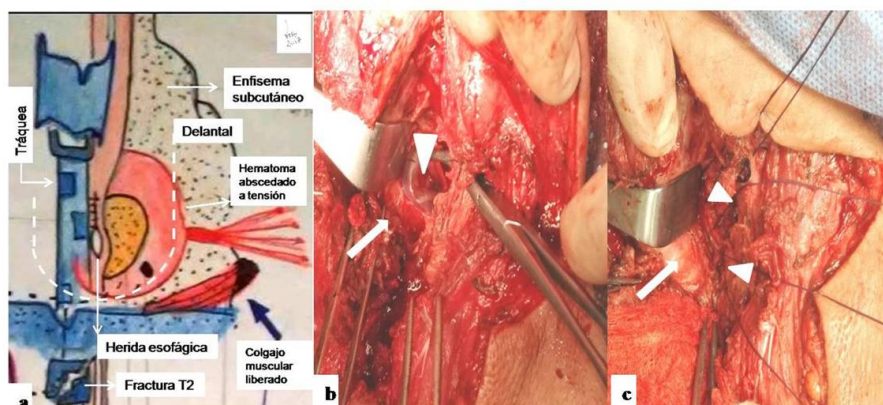 Enfisema
subcutáneo
Tráquea
Delantal
Hematoma
abscedado
a tensión
Herida esofágica
Colgajo
muscular
liberado
Fractura T2
a
b
c